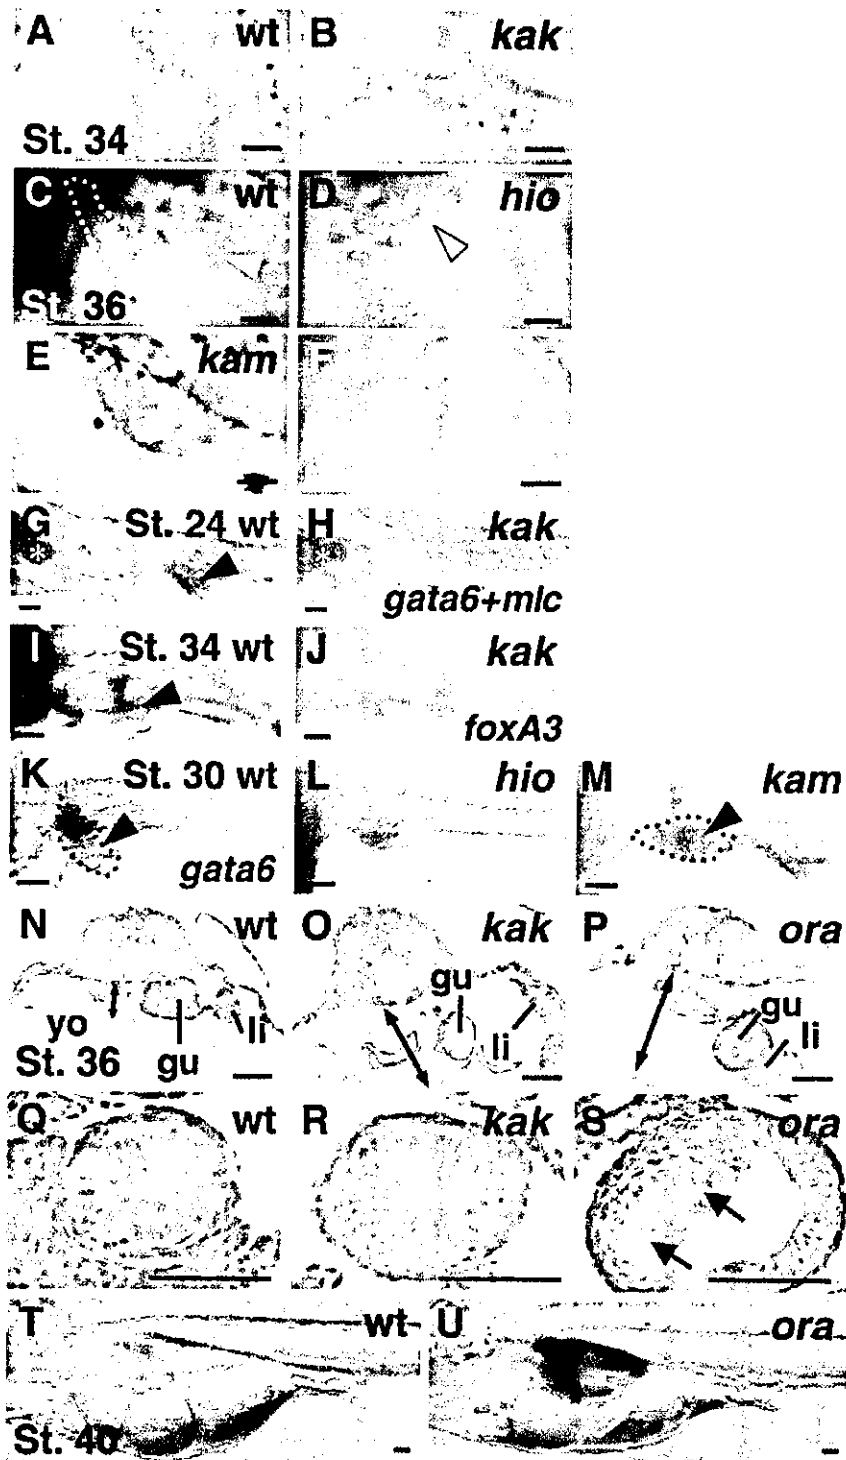 A wt B kak
St. 34
C wt D hio
St. 36
E kam F
G St. 24 wt H kak
gata6+mlc
I St. 34 wt J kak
foxA3
K St. 30 wt L hio M kam
gata6
N wt O kak P ora
yo gu li gu li gu li
St. 36
Q wt R kak S ora
T wt U ora
St. 40